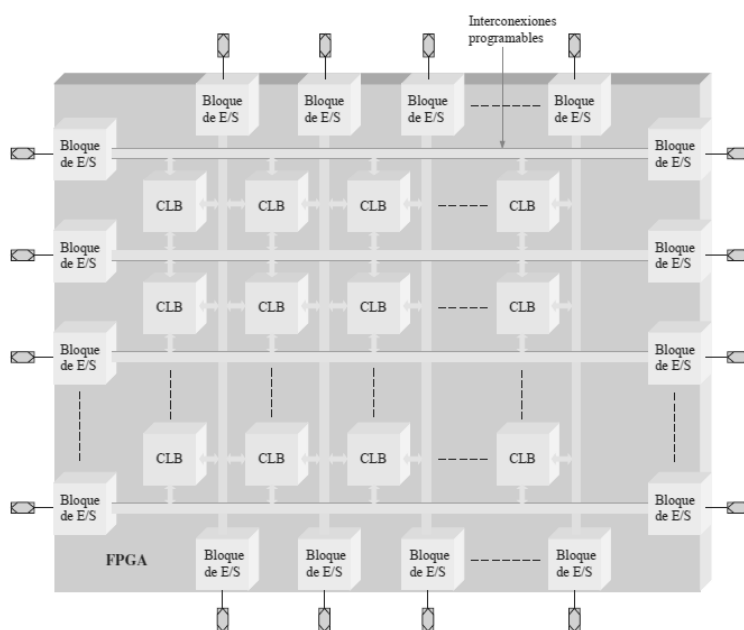 Interconexiones
programables
Bloque
de E/S
Bloque
de E/S
Bloque
de E/S
Bloque
de E/S
Bloque
de E/S
Bloque
de E/S
CLB
CLB
CLB
CLB
Bloque
de E/S
Bloque
de E/S
CLB
CLB
CLB
CLB
Bloque
de E/S
Bloque
de E/S
CLB
CLB
CLB
CLB
Bloque
de E/S
Bloque
de E/S
FPGA
Bloque
de E/S
Bloque
de E/S
Bloque
de E/S
Bloque
de E/S